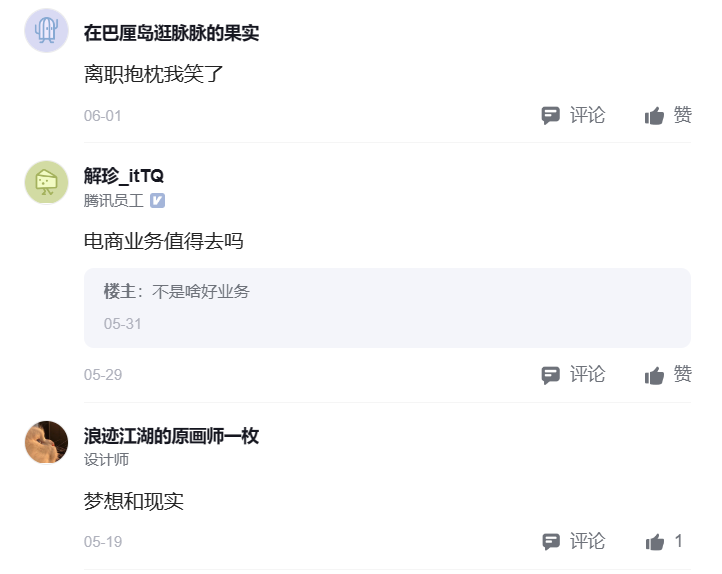 在巴厘岛逛脉脉的果实
离职抱枕我笑了
06-01 评论 赞
解珍_itTQ
腾讯员工
电商业务值得去吗
楼主：不是啥好业务
05-31
05-29 评论 赞
浪迹江湖的原画师一枚
设计师
梦想和现实
05-19 评论 1